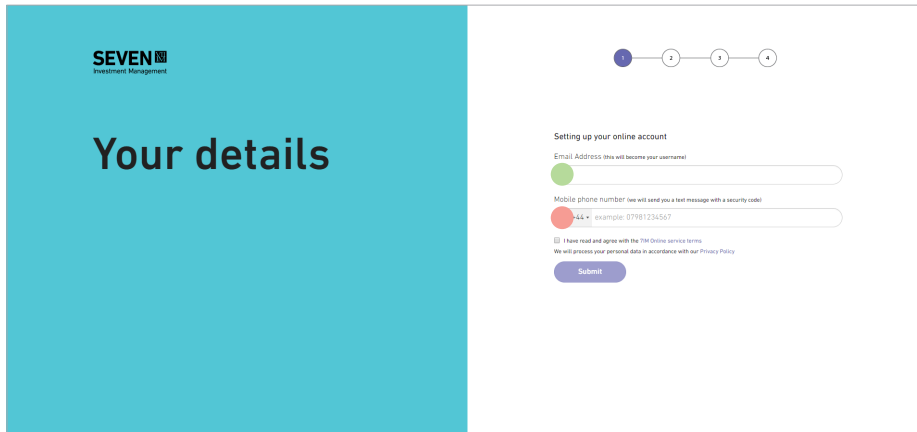 SEVEN
Investment Management
Your details
1 2 3 4
Setting up your online account
Email Address (this will become your username)
Mobile phone number (we will send you a text message with a security code)
+44 example: 07981234567
I have read and agree with the 7IM Online service terms.
We will process your personal data in accordance with our Privacy Policy
Submit